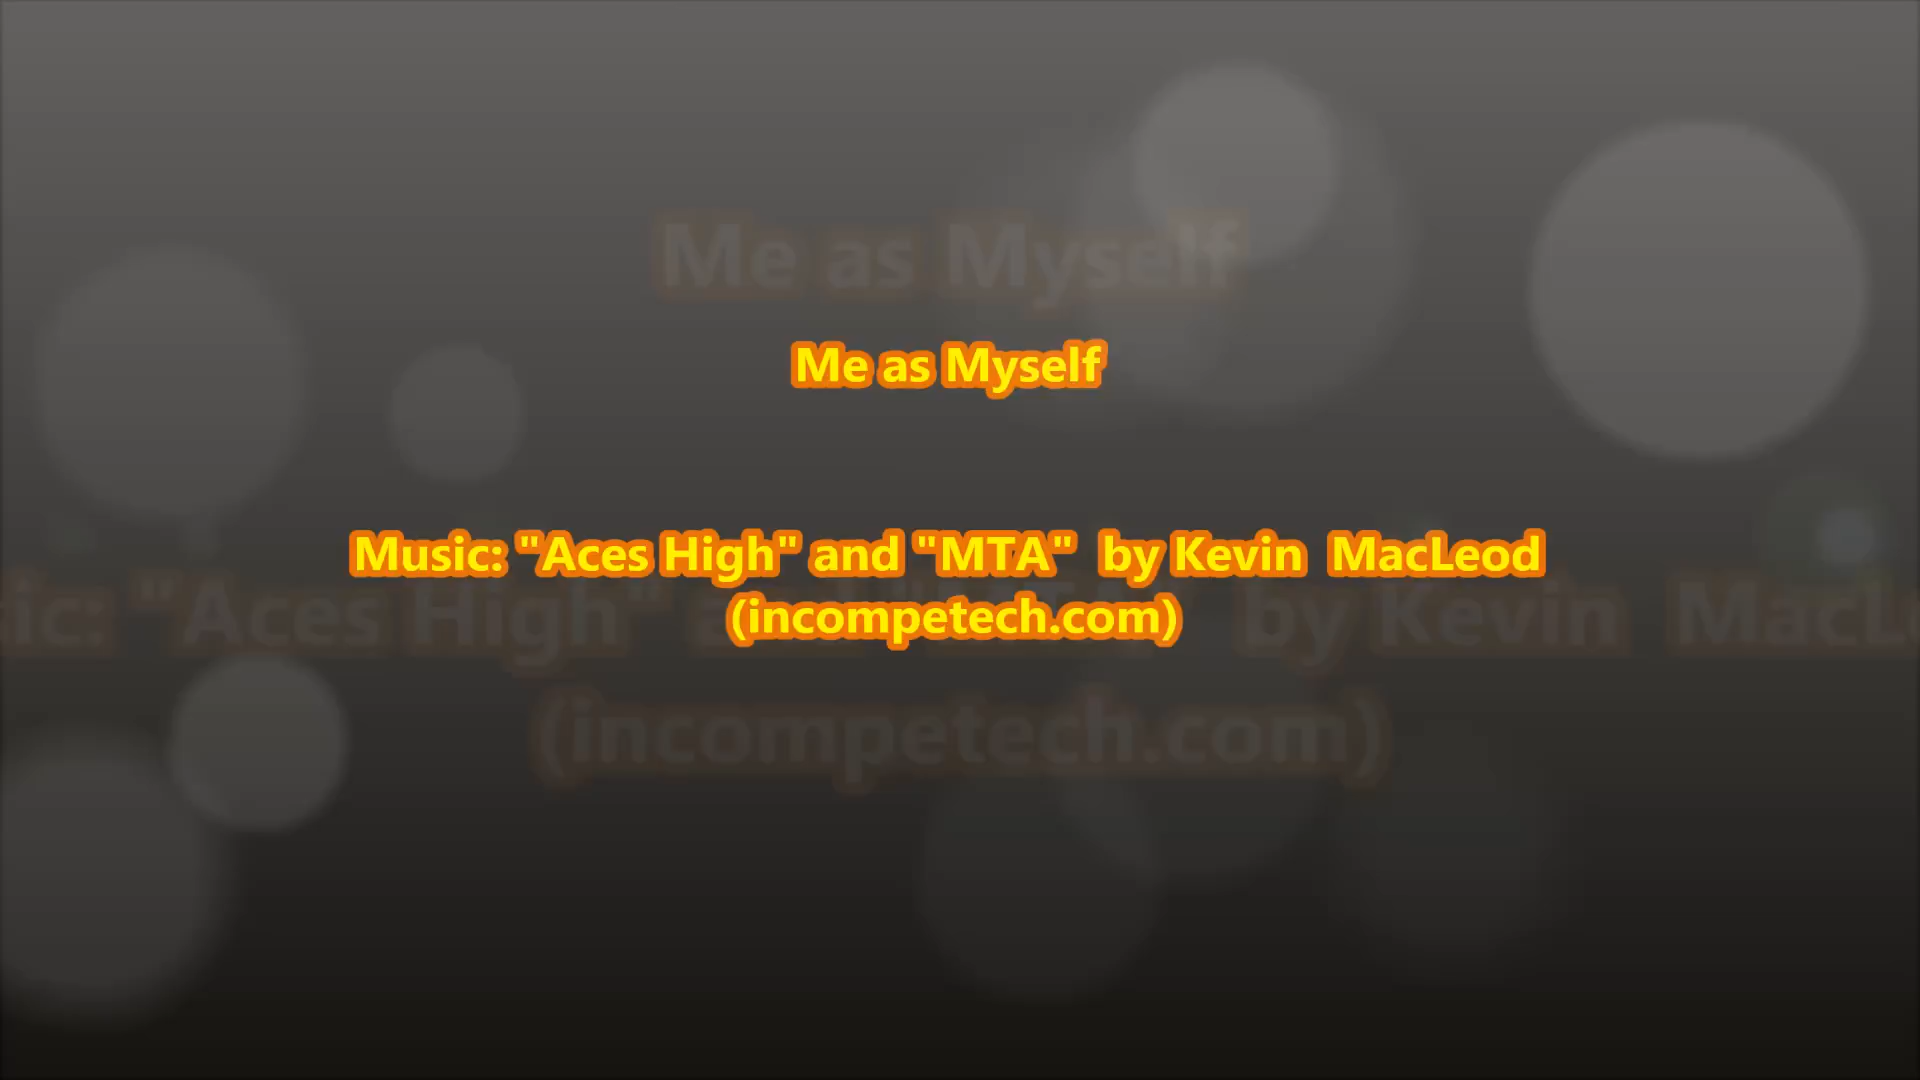 Me as Myself
Music: "Aces High" and "MTA"  by Kevin  MacLeod
(incompetech.com)